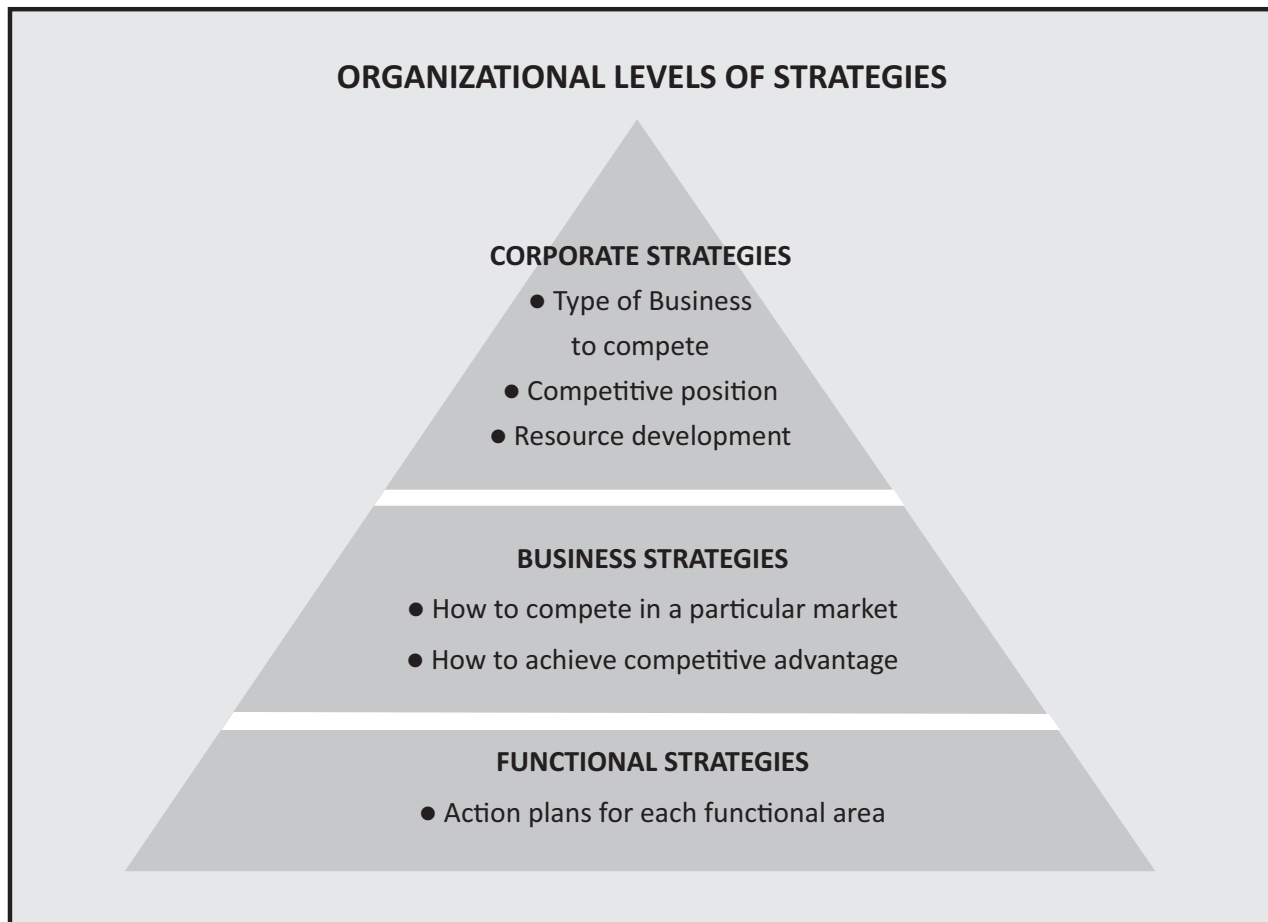 ORGANIZATIONAL LEVELS OF STRATEGIES
CORPORATE STRATEGIES
● Type of Business
to compete
● Competitive position
● Resource development
BUSINESS STRATEGIES
● How to compete in a particular market
● How to achieve competitive advantage
FUNCTIONAL STRATEGIES
● Action plans for each functional area